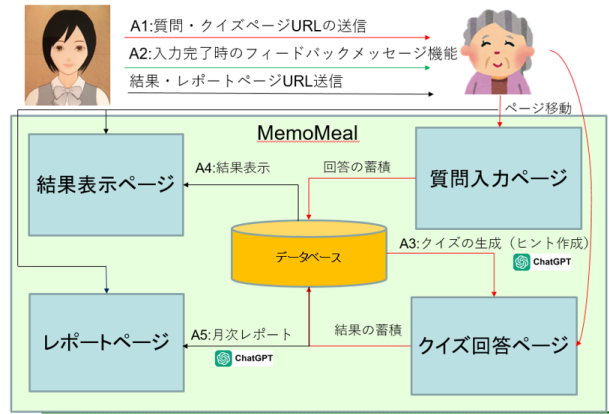 A1:質問・クイズページURLの送信
A2:入力完了時のフィードバックメッセージ機能
結果・レポートページURL送信
ページ移動
MemoMeal
結果表示ページ
A4:結果表示
回答の蓄積
質問入力ページ
データベース
A3:クイズの生成（ヒント作成）
ChatGPT
レポートページ
A5:月次レポート
ChatGPT
結果の蓄積
クイズ回答ページ